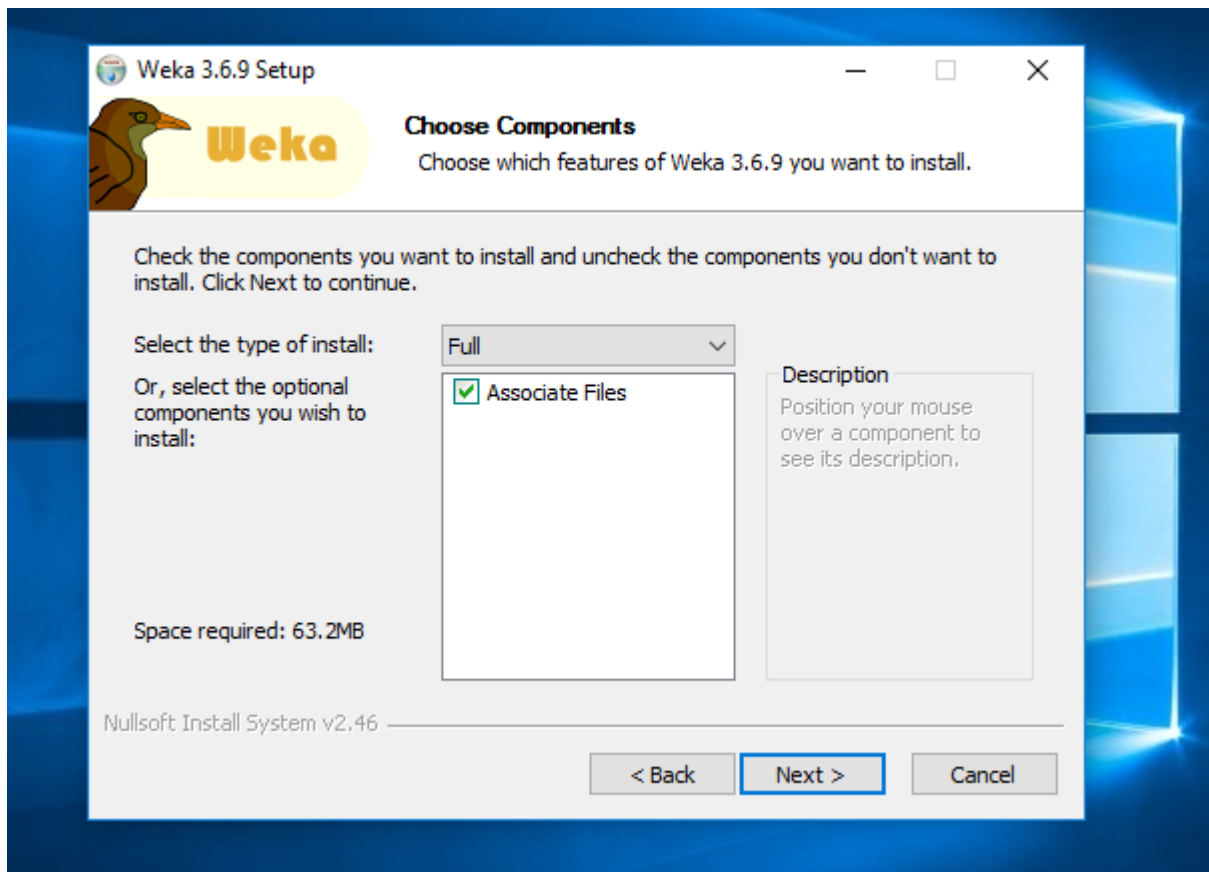 Weka 3.6.9 Setup
Weka
Choose Components
Choose which features of Weka 3.6.9 you want to install.
Check the components you want to install and uncheck the components you don't want to
install. Click Next to continue.
Select the type of install:
Full
Or, select the optional
components you wish to
install:
Associate Files
Description
Position your mouse
over a component to
see its description.
Space required: 63.2MB
Nullsoft Install System v2.46
< Back
Next >
Cancel